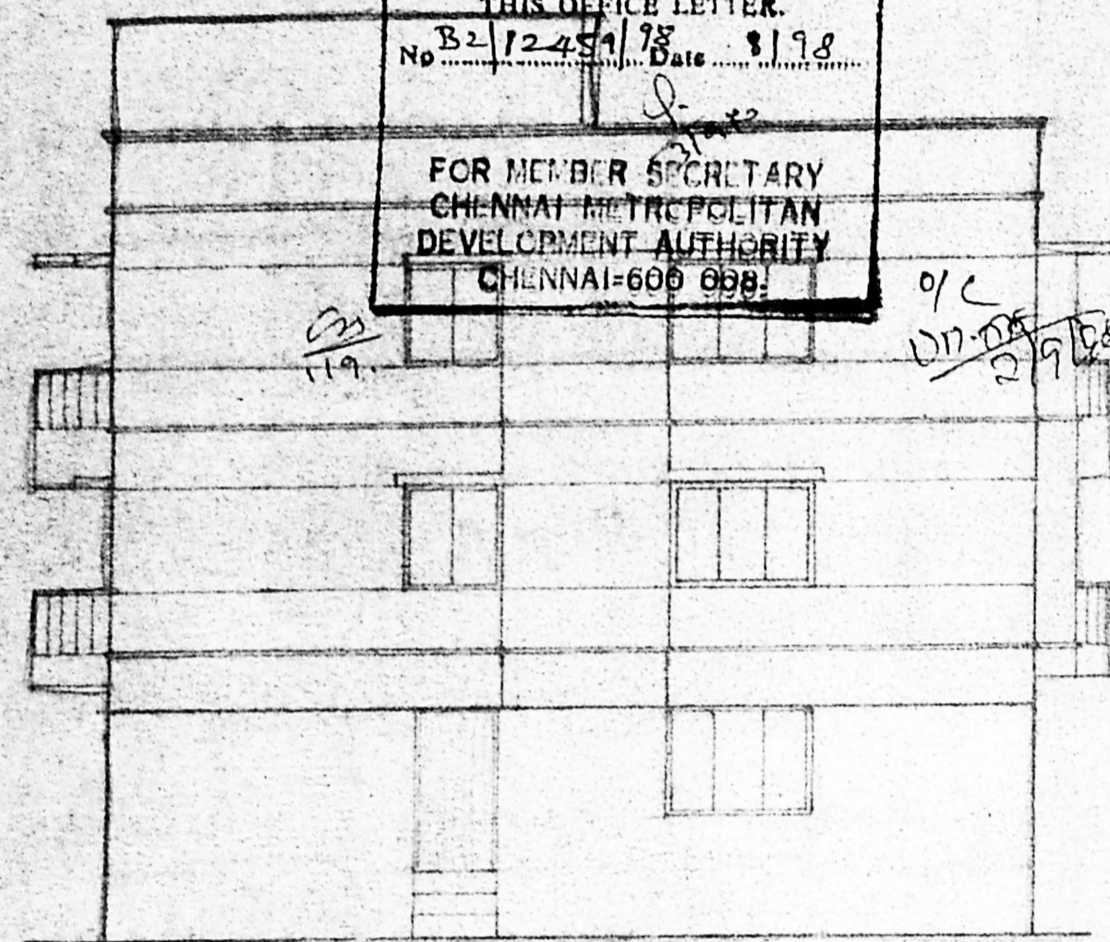 THIS OFFICE LETTER.
No B2/12459/98 Date 8/98
FOR MEMBER SECRETARY
CHENNAI METROPOLITAN
DEVELOPMENT AUTHORITY
CHENNAI=600 008.
O/C